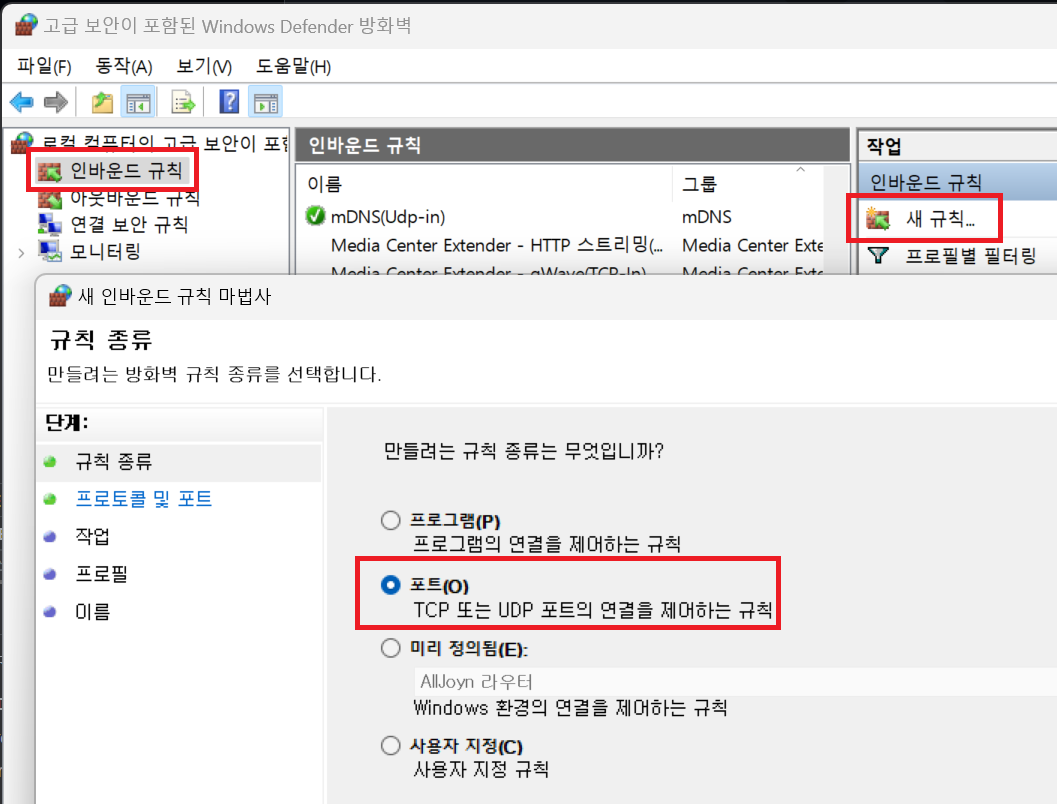 고급 보안이 포함된 Windows Defender 방화벽
파일(F) 동작(A) 보기(V) 도움말(H)
로컬 컴퓨터의 고급 보안이 포함
인바운드 규칙
아웃바운드 규칙
연결 보안 규칙
모니터링
인바운드 규칙
이름 그룹
mDNS(Udp-in) mDNS
Media Center Extender - HTTP 스트리밍(... Media Center Exte
Media Center Extender - qWave(TCP-In) Media Center Exte
작업
인바운드 규칙
새 규칙...
프로필별 필터링
새 인바운드 규칙 마법사
규칙 종류
만들려는 방화벽 규칙 종류를 선택합니다.
단계:
규칙 종류
프로토콜 및 포트
작업
프로필
이름
만들려는 규칙 종류는 무엇입니까?
프로그램(P)
프로그램의 연결을 제어하는 규칙
포트(O)
TCP 또는 UDP 포트의 연결을 제어하는 규칙
미리 정의됨(E):
AllJoyn 라우터
Windows 환경의 연결을 제어하는 규칙
사용자 지정(C)
사용자 지정 규칙